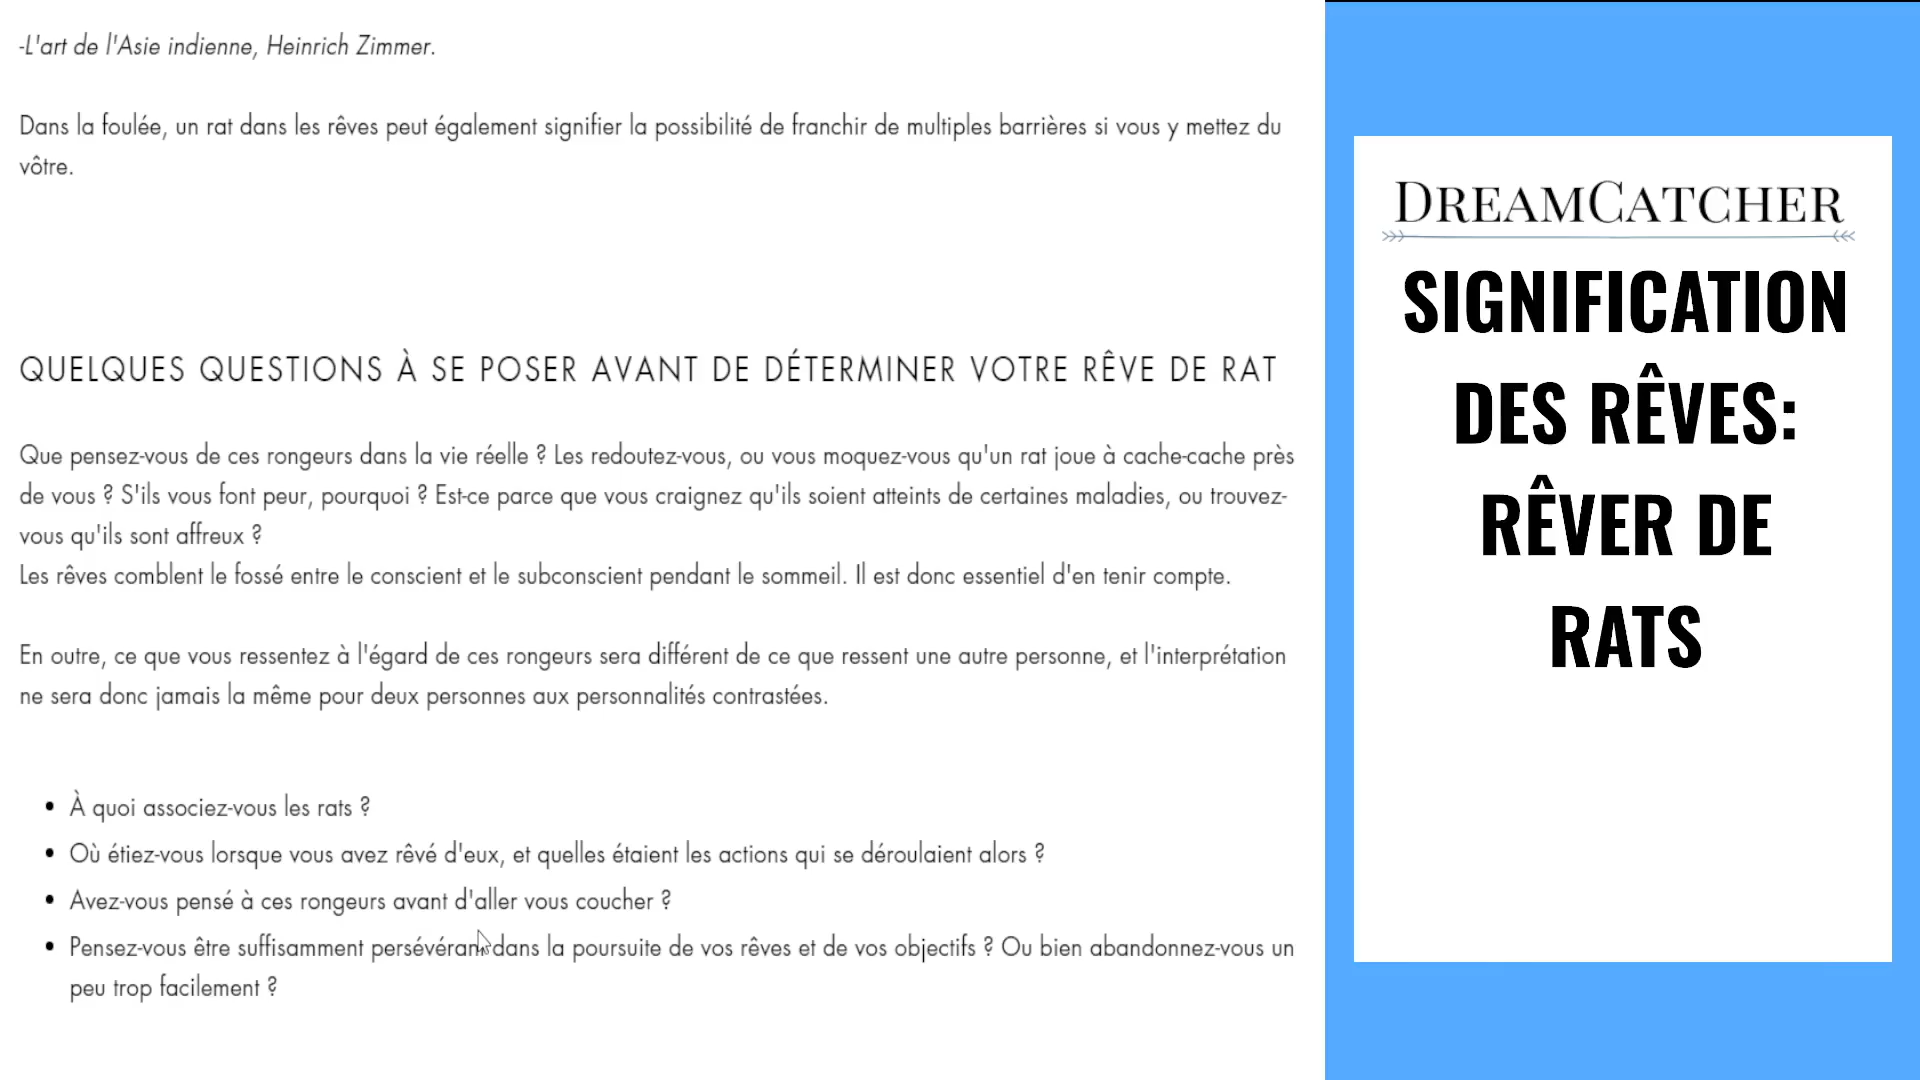 -L'art de l'Asie indienne, Heinrich Zimmer.
Dans la foulée, un rat dans les rêves peut également signifier la possibilité de franchir de multiples barrières si vous y mettez du
vôtre.
QUELQUES QUESTIONS À SE POSER AVANT DE DÉTERMINER VOTRE RÊVE DE RAT
Que pensez-vous de ces rongeurs dans la vie réelle ? Les redoutez-vous, ou vous moquez-vous qu'un rat joue à cache-cache près
de vous ? S'ils vous font peur, pourquoi ? Est-ce parce que vous craignez qu'ils soient atteints de certaines maladies, ou trouvez-
vous qu'ils sont affreux ?
Les rêves comblent le fossé entre le conscient et le subconscient pendant le sommeil. Il est donc essentiel d'en tenir compte.
En outre, ce que vous ressentez à l'égard de ces rongeurs sera différent de ce que ressent une autre personne, et l'interprétation
ne sera donc jamais la même pour deux personnes aux personnalités contrastées.
• À quoi associez-vous les rats ?
• Où étiez-vous lorsque vous avez rêvé d'eux, et quelles étaient les actions qui se déroulaient alors ?
• Avez-vous pensé à ces rongeurs avant d'aller vous coucher ?
• Pensez-vous être suffisamment persévérant dans la poursuite de vos rêves et de vos objectifs ? Ou bien abandonnez-vous un
peu trop facilement ?
DREAMCATCHER
SIGNIFICATION
DES RÊVES:
RÊVER DE
RATS